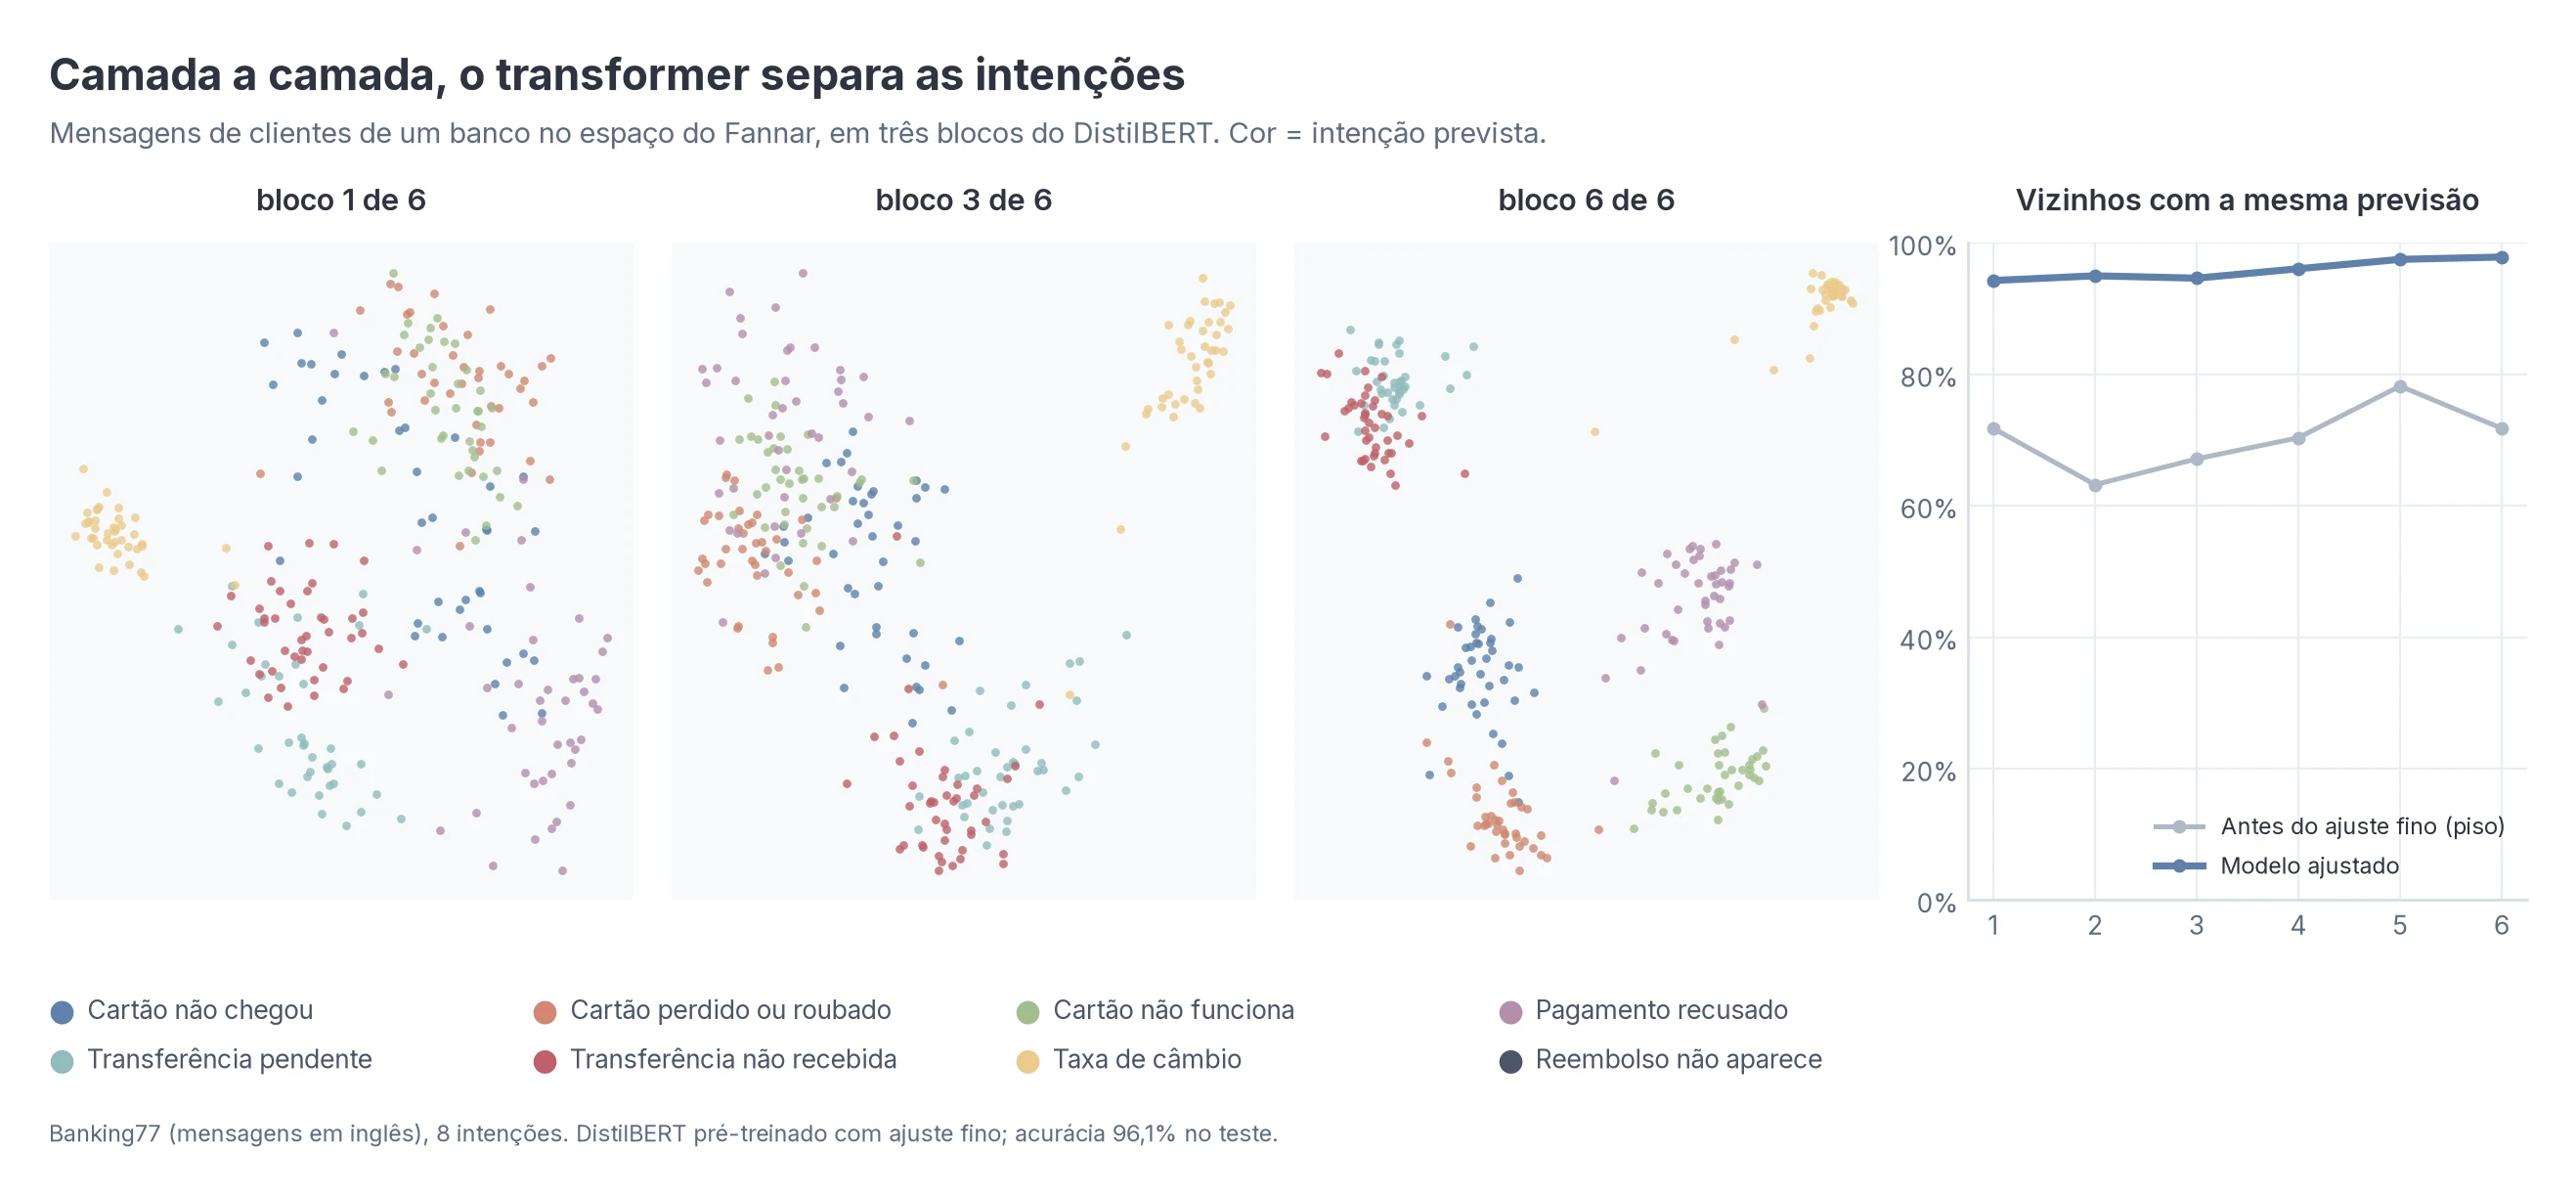 Camada a camada, o transformer separa as intenções
Mensagens de clientes de um banco no espaço do Fannar, em três blocos do DistilBERT. Cor = intenção prevista.
bloco 1 de 6
bloco 3 de 6
bloco 6 de 6
Vizinhos com a mesma previsão
100%
80%
60%
40%
20%
0%
Antes do ajuste fino (piso)
Modelo ajustado
1 2 3 4 5 6
Cartão não chegou
Cartão perdido ou roubado
Cartão não funciona
Pagamento recusado
Transferência pendente
Transferência não recebida
Taxa de câmbio
Reembolso não aparece
Banking77 (mensagens em inglês), 8 intenções. DistilBERT pré-treinado com ajuste fino; acurácia 96,1% no teste.